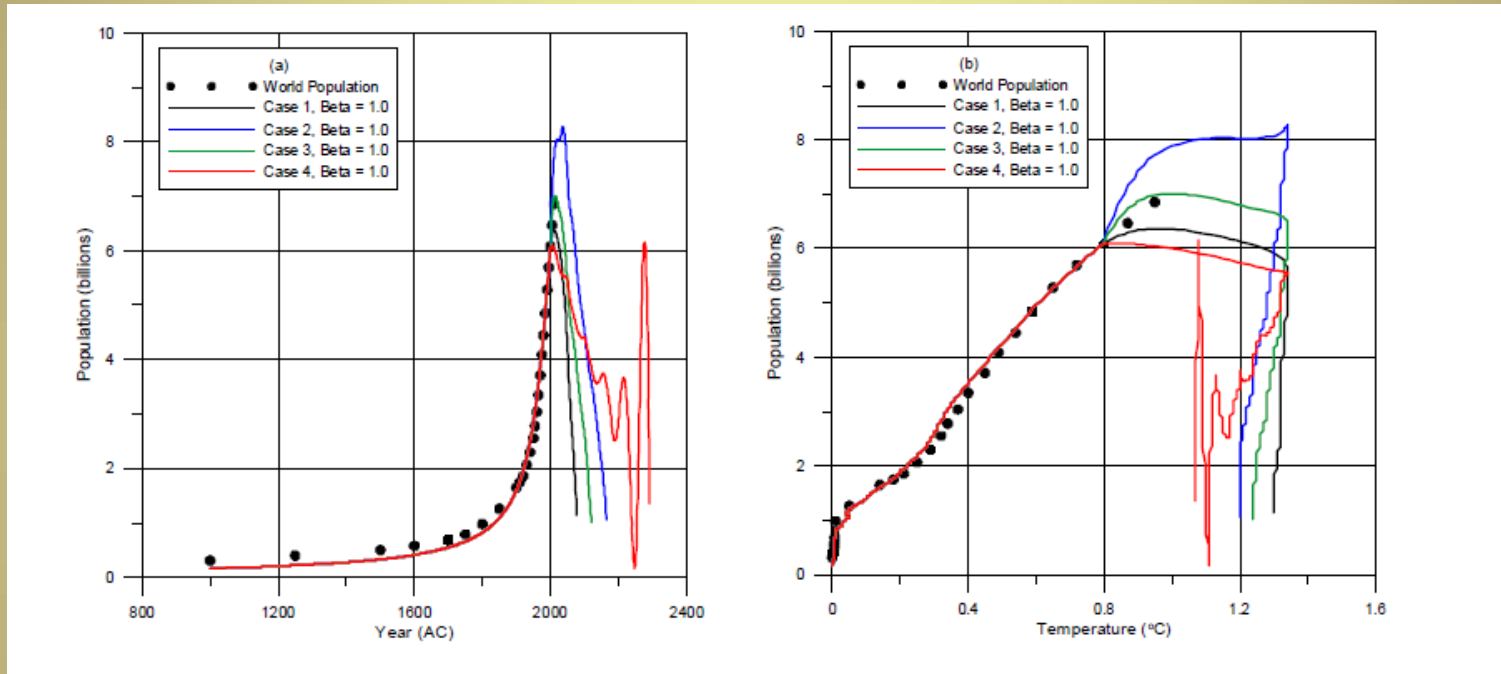 (a)
World Population
Case 1, Beta = 1.0
Case 2, Beta = 1.0
Case 3, Beta = 1.0
Case 4, Beta = 1.0
Population (billions)
10
8
6
4
2
0
800
1200
1600
2000
2400
Year (AC)
(b)
World Population
Case 1, Beta = 1.0
Case 2, Beta = 1.0
Case 3, Beta = 1.0
Case 4, Beta = 1.0
Population (billions)
10
8
6
4
2
0
0
0.4
0.8
1.2
1.6
Temperature (°C)